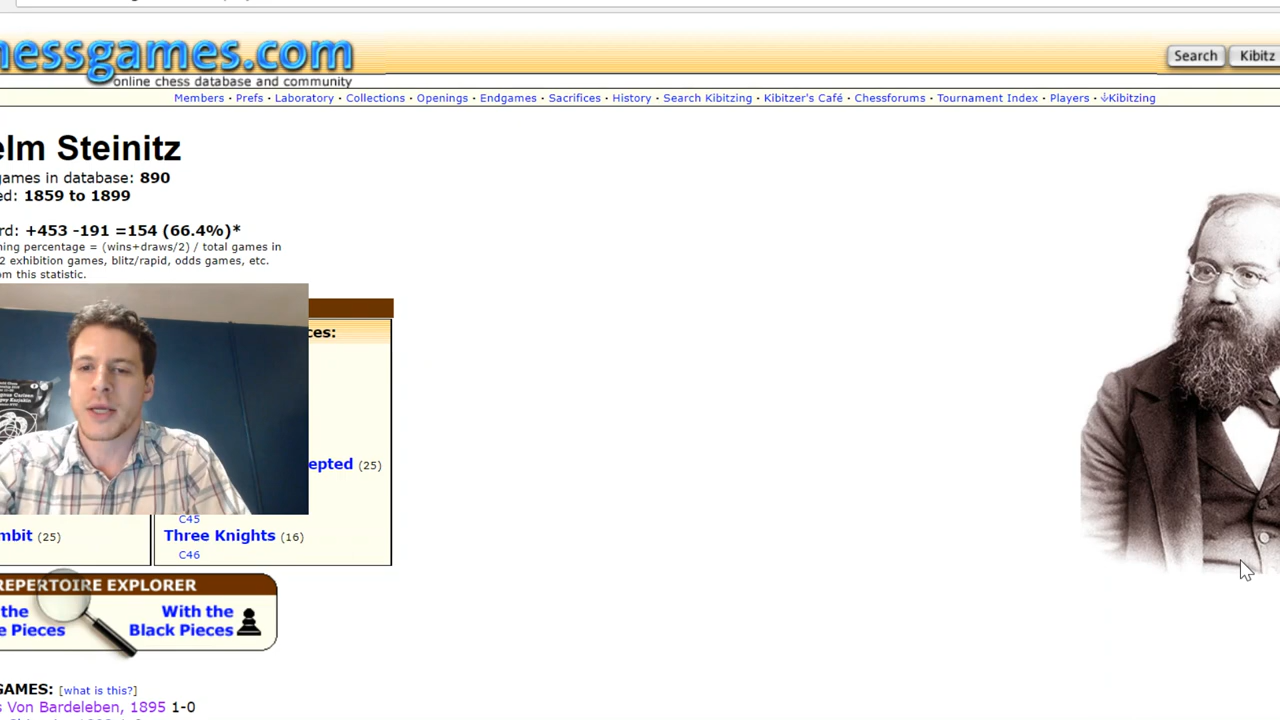 hessgames.com
online chess database and community
Search Kibitz
Members · Prefs · Laboratory · Collections · Openings · Endgames · Sacrifices · History · Search Kibitzing · Kibitzer's Café · Chessforums · Tournament Index · Players · ↓Kibitzing
elm Steinitz
games in database: 890
ed: 1859 to 1899
rd: +453 -191 =154 (66.4%)*
ning percentage = (wins+draws/2) / total games in
2 exhibition games, blitz/rapid, odds games, etc.
om this statistic.
ces:
epted (25)
C45
mbit (25) Three Knights (16)
C46
REPERTOIRE EXPLORER
the With the
e Pieces Black Pieces
GAMES: [what is this?]
s Von Bardeleben, 1895 1-0